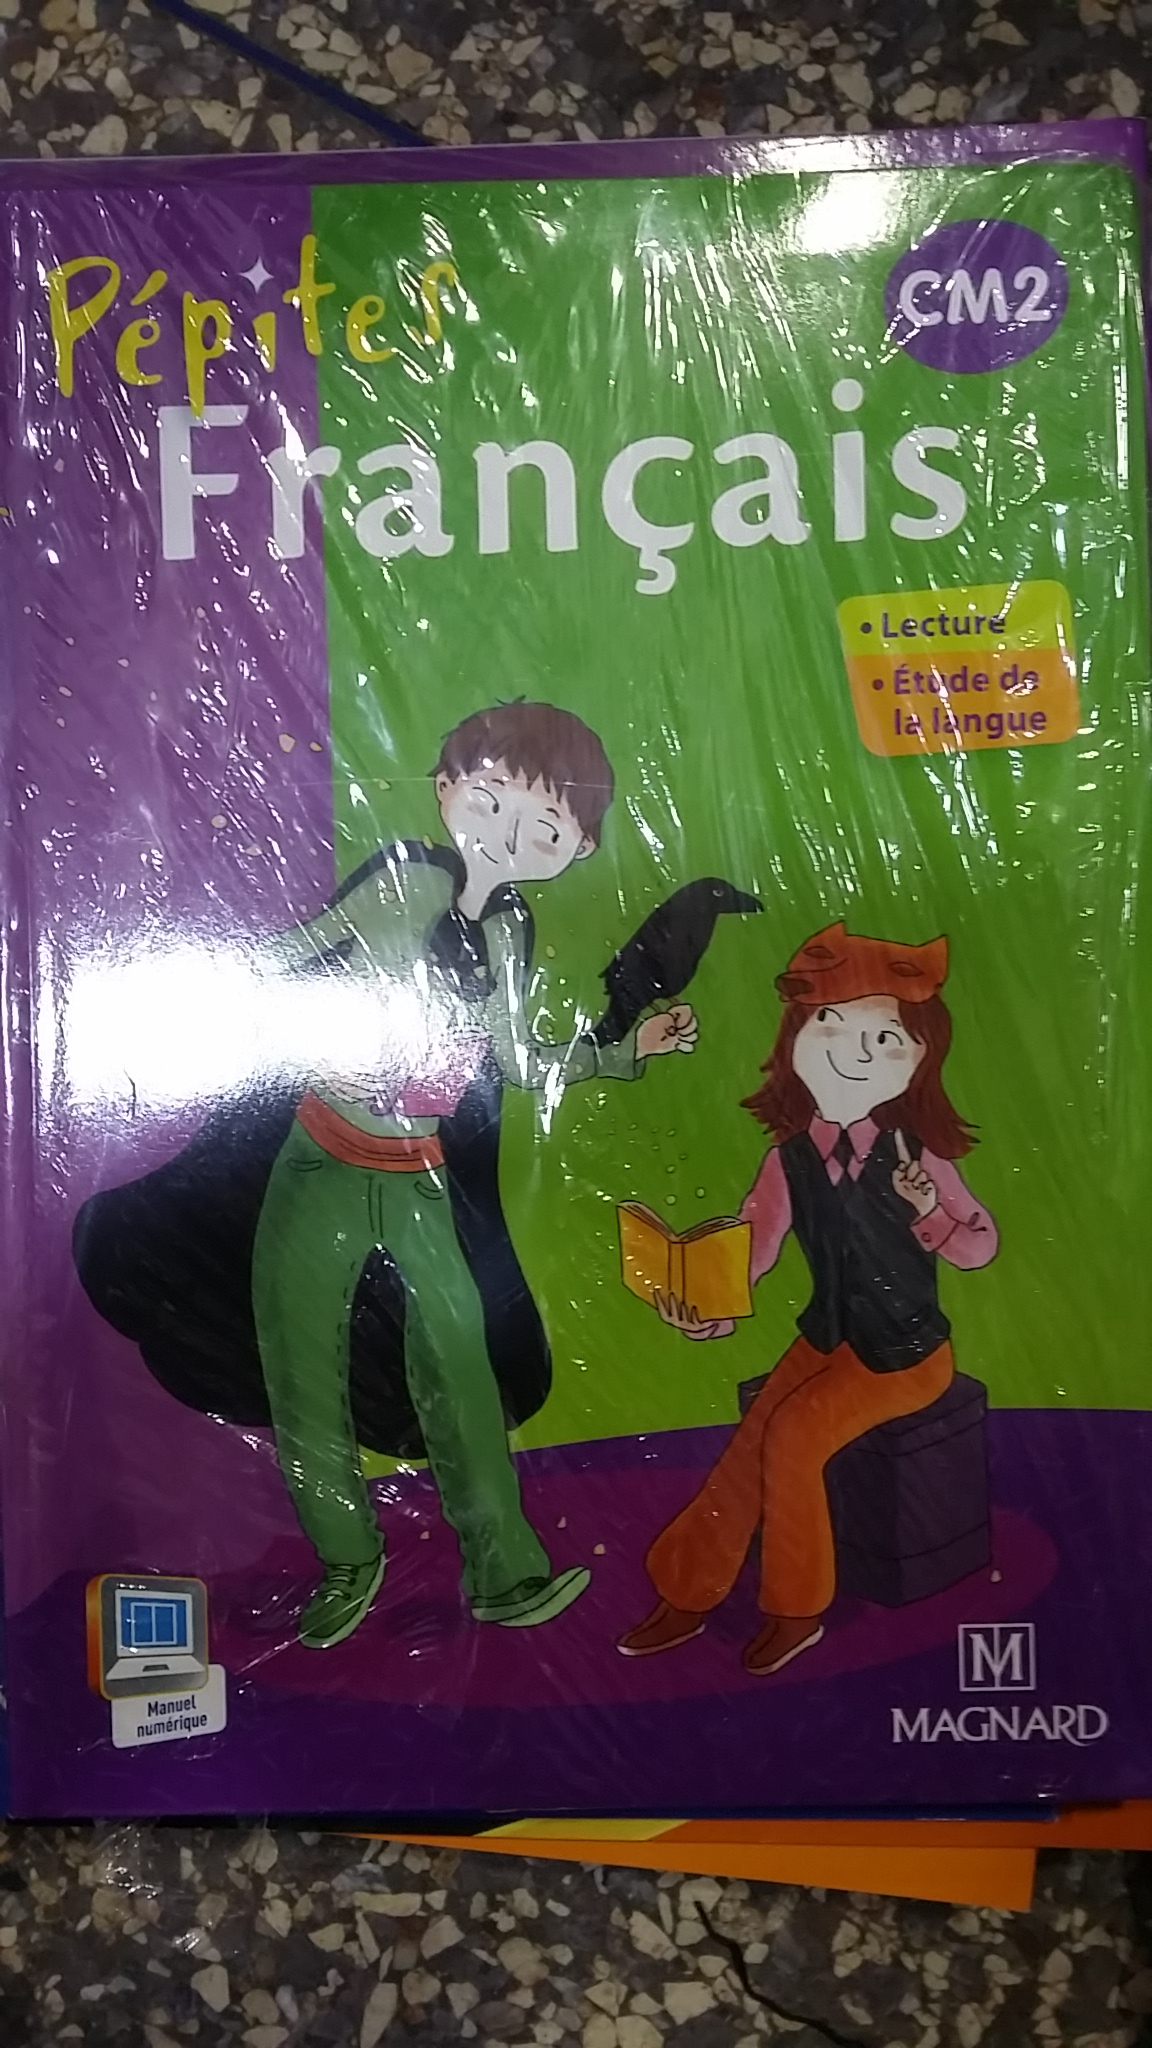 Pépites
CM2
Français
• Lecture
• Étude de
la langue
Manuel
numérique
M
MAGNARD